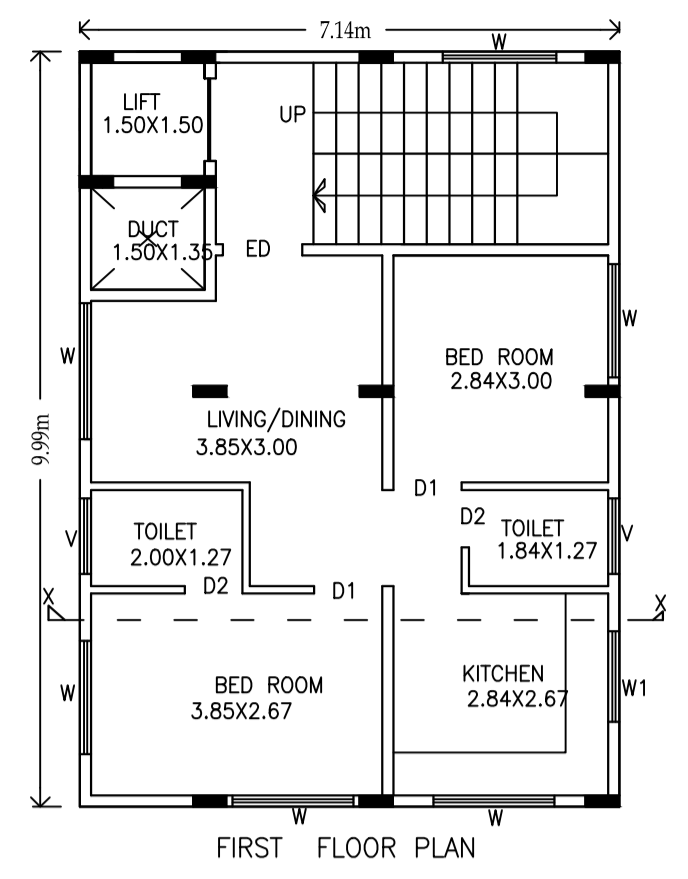 7.14m
W
LIFT
1.50X1.50
UP
DUCT
1.50X1.35
ED
W
W
BED ROOM
2.84X3.00
LIVING/DINING
3.85X3.00
9.99m
D1
D2
TOILET
2.00X1.27
TOILET
1.84X1.27
V
V
D2
D1
X
X
BED ROOM
3.85X2.67
KITCHEN
2.84X2.67
W
W1
W
W
FIRST FLOOR PLAN